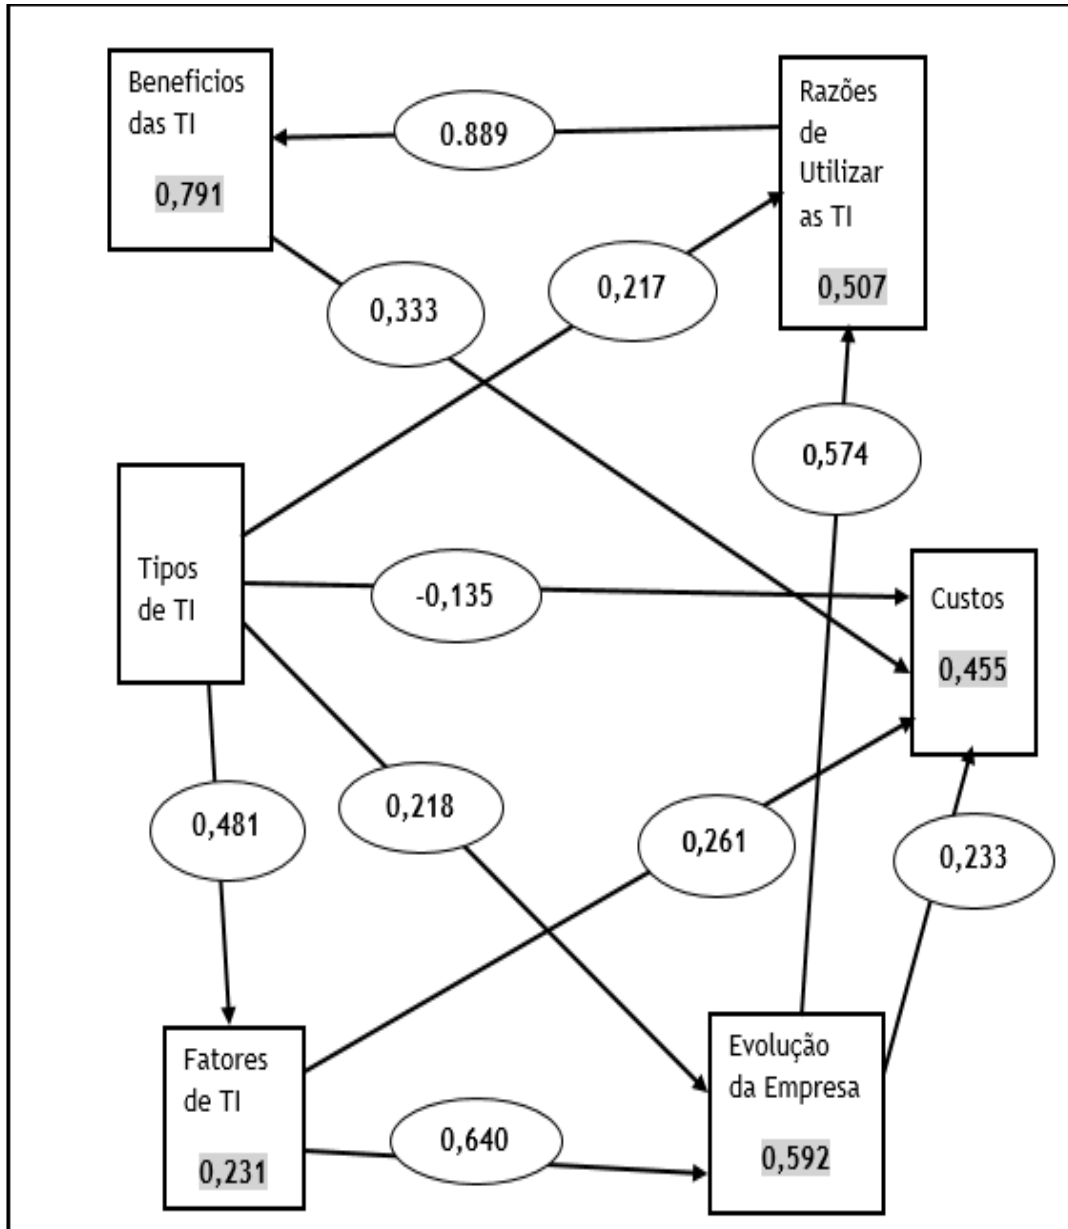 Beneficios
das TI
0,791
0.889
Razões
de
Utilizar
as TI
0,507
0,333
0,217
0,574
Tipos
de TI
-0,135
Custos
0,455
0,481
0,218
0,261
0,233
Fatores
de TI
0,231
0,640
Evolução
da Empresa
0,592